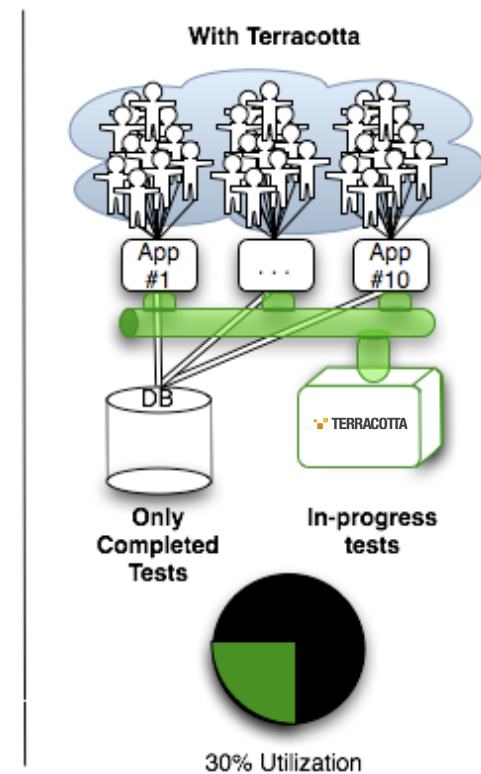 With Terracotta
App
#1
. . .
App
#10
DB
TERRACOTTA
Only
Completed
Tests
In-progress
tests
30% Utilization